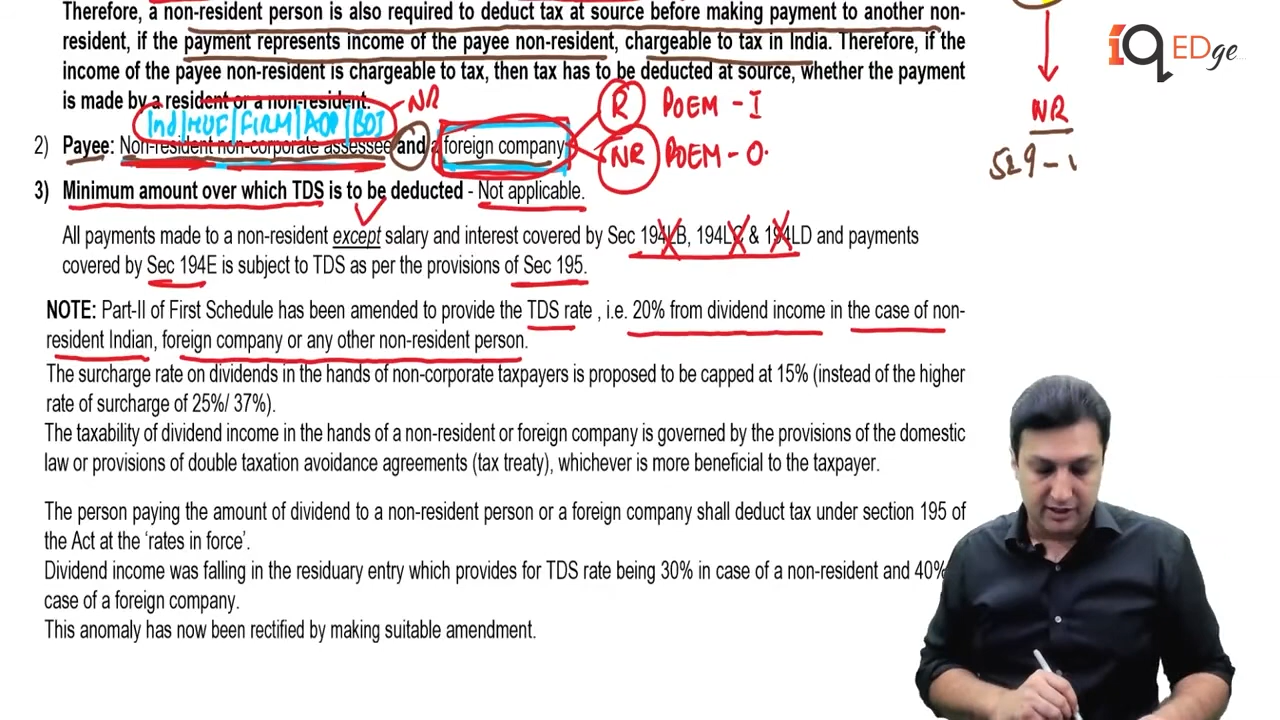 Therefore, a non-resident person is also required to deduct tax at source before making payment to another non-
resident, if the payment represents income of the payee non-resident, chargeable to tax in India. Therefore, if the
income of the payee non-resident is chargeable to tax, then tax has to be deducted at source, whether the payment
is made by a resident or a non-resident.
NR
Ind/HUF/FIRM/AOP/BOI
R POEM - I
2) Payee: Non-resident non-corporate assessee and a foreign company
NR POEM - O
3) Minimum amount over which TDS is to be deducted - Not applicable.
All payments made to a non-resident except salary and interest covered by Sec 194LB, 194LC & 194LD and payments
covered by Sec 194E is subject to TDS as per the provisions of Sec 195.
NOTE: Part-II of First Schedule has been amended to provide the TDS rate , i.e. 20% from dividend income in the case of non-
resident Indian, foreign company or any other non-resident person.
The surcharge rate on dividends in the hands of non-corporate taxpayers is proposed to be capped at 15% (instead of the higher
rate of surcharge of 25%/ 37%).
The taxability of dividend income in the hands of a non-resident or foreign company is governed by the provisions of the domestic
law or provisions of double taxation avoidance agreements (tax treaty), whichever is more beneficial to the taxpayer.
The person paying the amount of dividend to a non-resident person or a foreign company shall deduct tax under section 195 of
the Act at the 'rates in force'.
Dividend income was falling in the residuary entry which provides for TDS rate being 30% in case of a non-resident and 40%
case of a foreign company.
This anomaly has now been rectified by making suitable amendment.
iQ EDge
NR